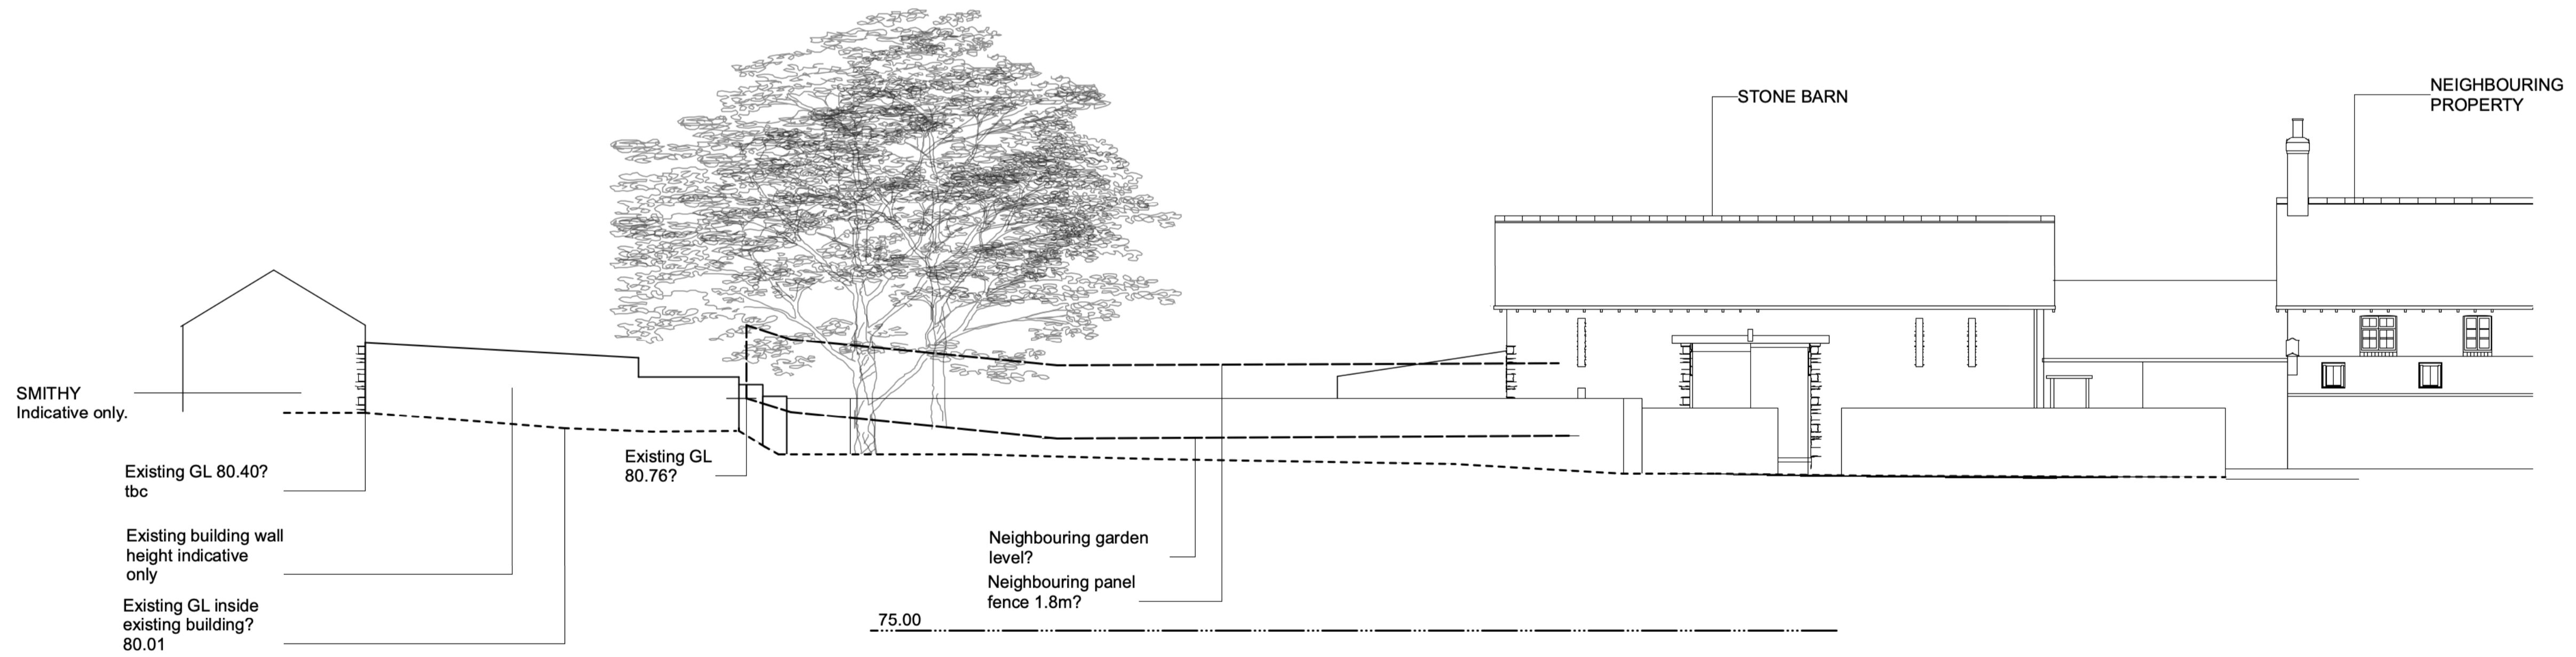 NEIGHBOURING
PROPERTY
STONE BARN
SMITHY
Indicative only.
Existing GL 80.40?
tbc
Existing GL
80.76?
Existing building wall
height indicative
only
Neighbouring garden
level?
Neighbouring panel
fence 1.8m?
Existing GL inside
existing building?
80.01
75.00